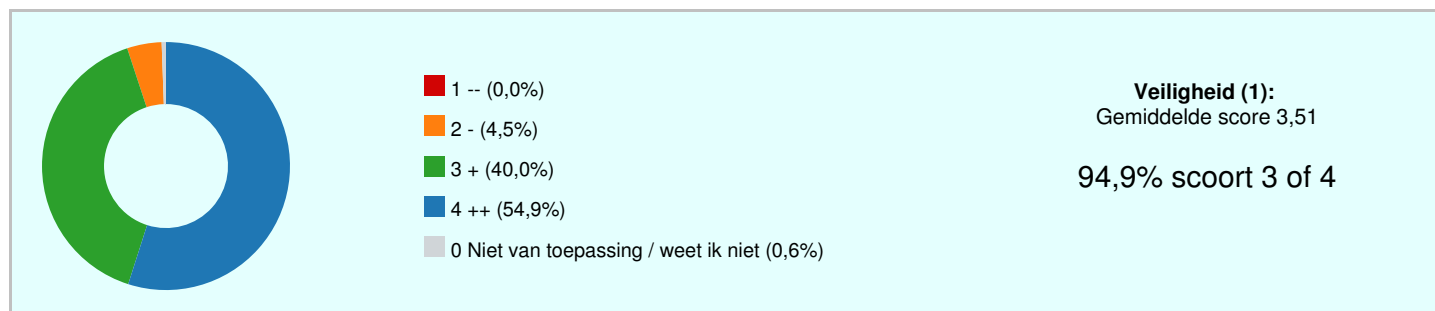 1 -- (0,0%)
2 - (4,5%)
3 + (40,0%)
4 ++ (54,9%)
0 Niet van toepassing / weet ik niet (0,6%)
Veiligheid (1):
Gemiddelde score 3,51
94,9% scoort 3 of 4